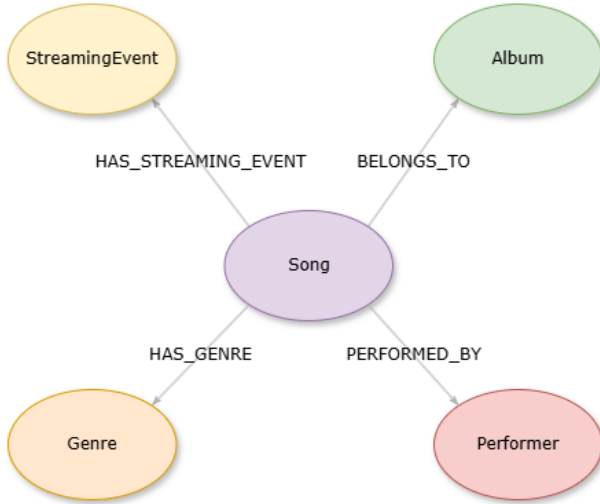 StreamingEvent
Album
HAS_STREAMING_EVENT
BELONGS_TO
Song
HAS_GENRE
PERFORMED_BY
Genre
Performer